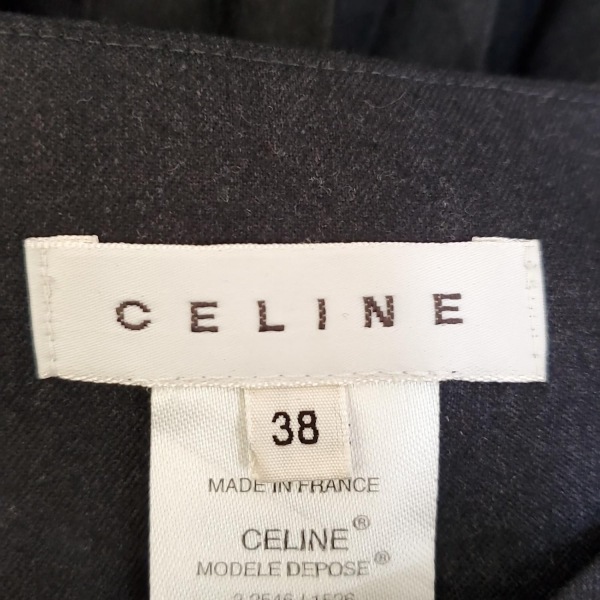 CELINE
38
MADE IN FRANCE
CELINE®
MODELE DEPOSE®